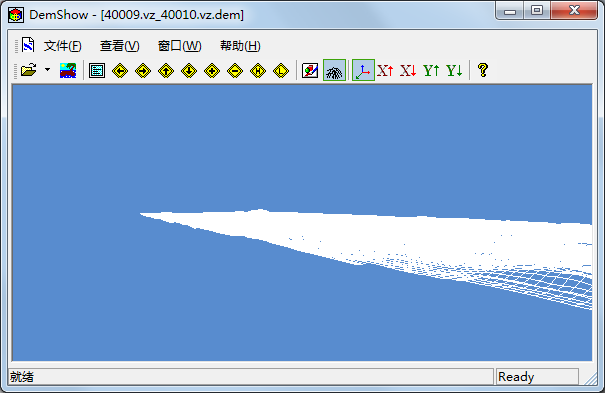 DemShow - [40009.vz_40010.vz.dem]
文件(F) 查看(V) 窗口(W) 帮助(H)
X X Y Y ?
就绪 Ready